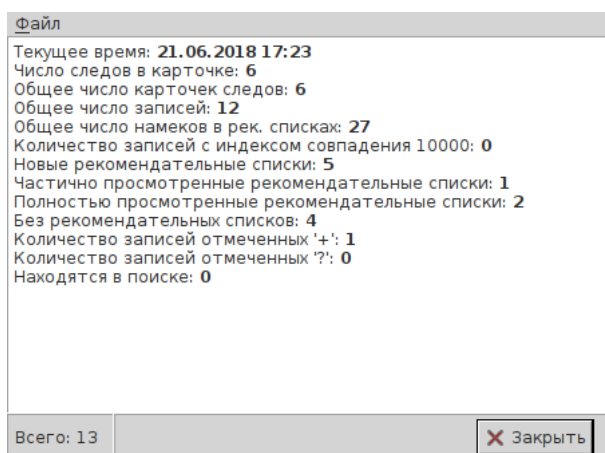 Файл
Текущее время: 21.06.2018 17:23
Число следов в карточке: 6
Общее число карточек следов: 6
Общее число записей: 12
Общее число намеков в рек. списках: 27
Количество записей с индексом совпадения 10000: 0
Новые рекомендательные списки: 5
Частично просмотренные рекомендательные списки: 1
Полностью просмотренные рекомендательные списки: 2
Без рекомендательных списков: 4
Количество записей отмеченных '+': 1
Количество записей отмеченных '?': 0
Находятся в поиске: 0
Всего: 13
Закрыть